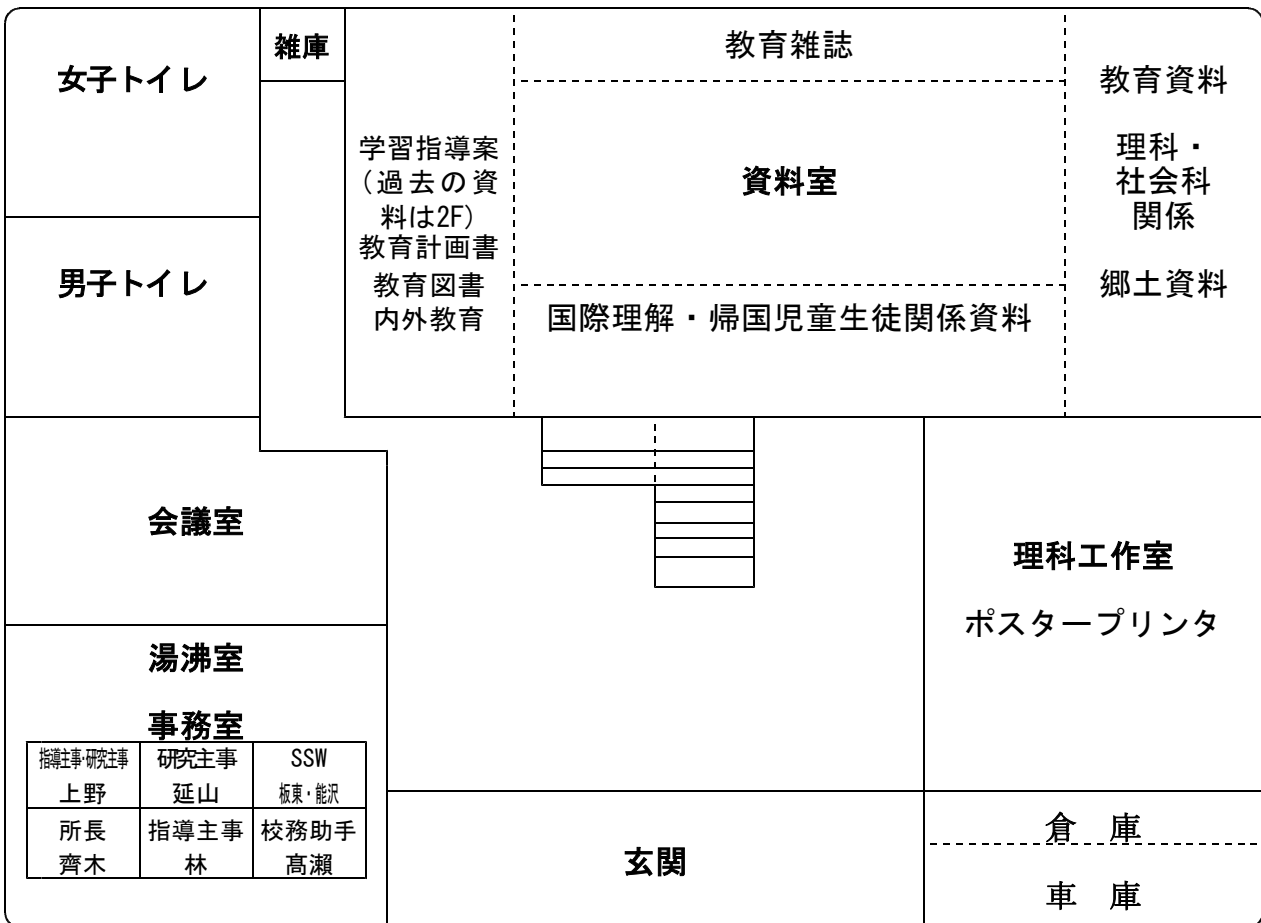 女子トイレ
雑庫
男子トイレ
学習指導案
(過去の資
料は2F)
教育計画書
教育図書
内外教育
教育雑誌
資料室
国際理解・帰国児童生徒関係資料
教育資料
理科・
社会科
関係
郷土資料
会議室
理科工作室
ポスタープリンタ
湯沸室
事務室
指導主事・研究主事
上野
研究主事
延山
SSW
板東・能沢
所長
齊木
指導主事
林
校務助手
髙瀨
玄関
倉 庫
車 庫